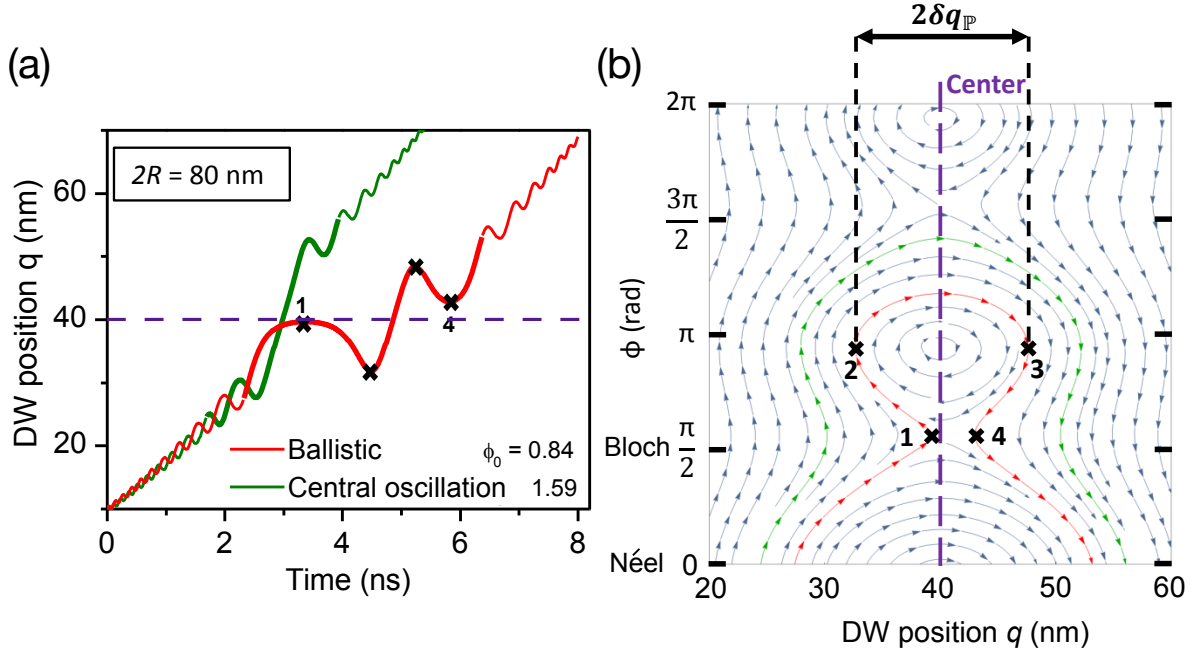 (a)
2R = 80 nm
DW position q (nm)
60
40
20
1
4
Ballistic
ϕ₀ = 0.84
Central oscillation
1.59
0
2
4
6
8
Time (ns)
2δqℙ
(b)
Center
2π
3π/2
π
Bloch π/2
Néel 0
ϕ (rad)
2
3
1
4
20
30
40
50
60
DW position q (nm)